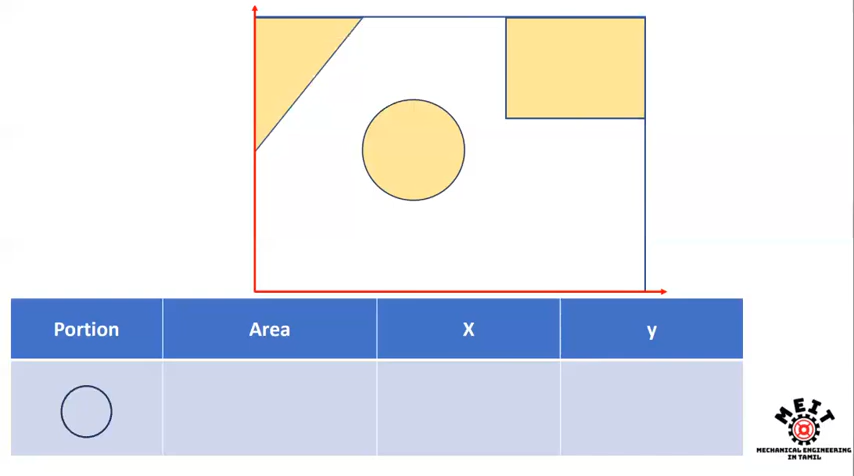 Portion Area X y
MEIT
MECHANICAL ENGINEERING
IN TAMIL